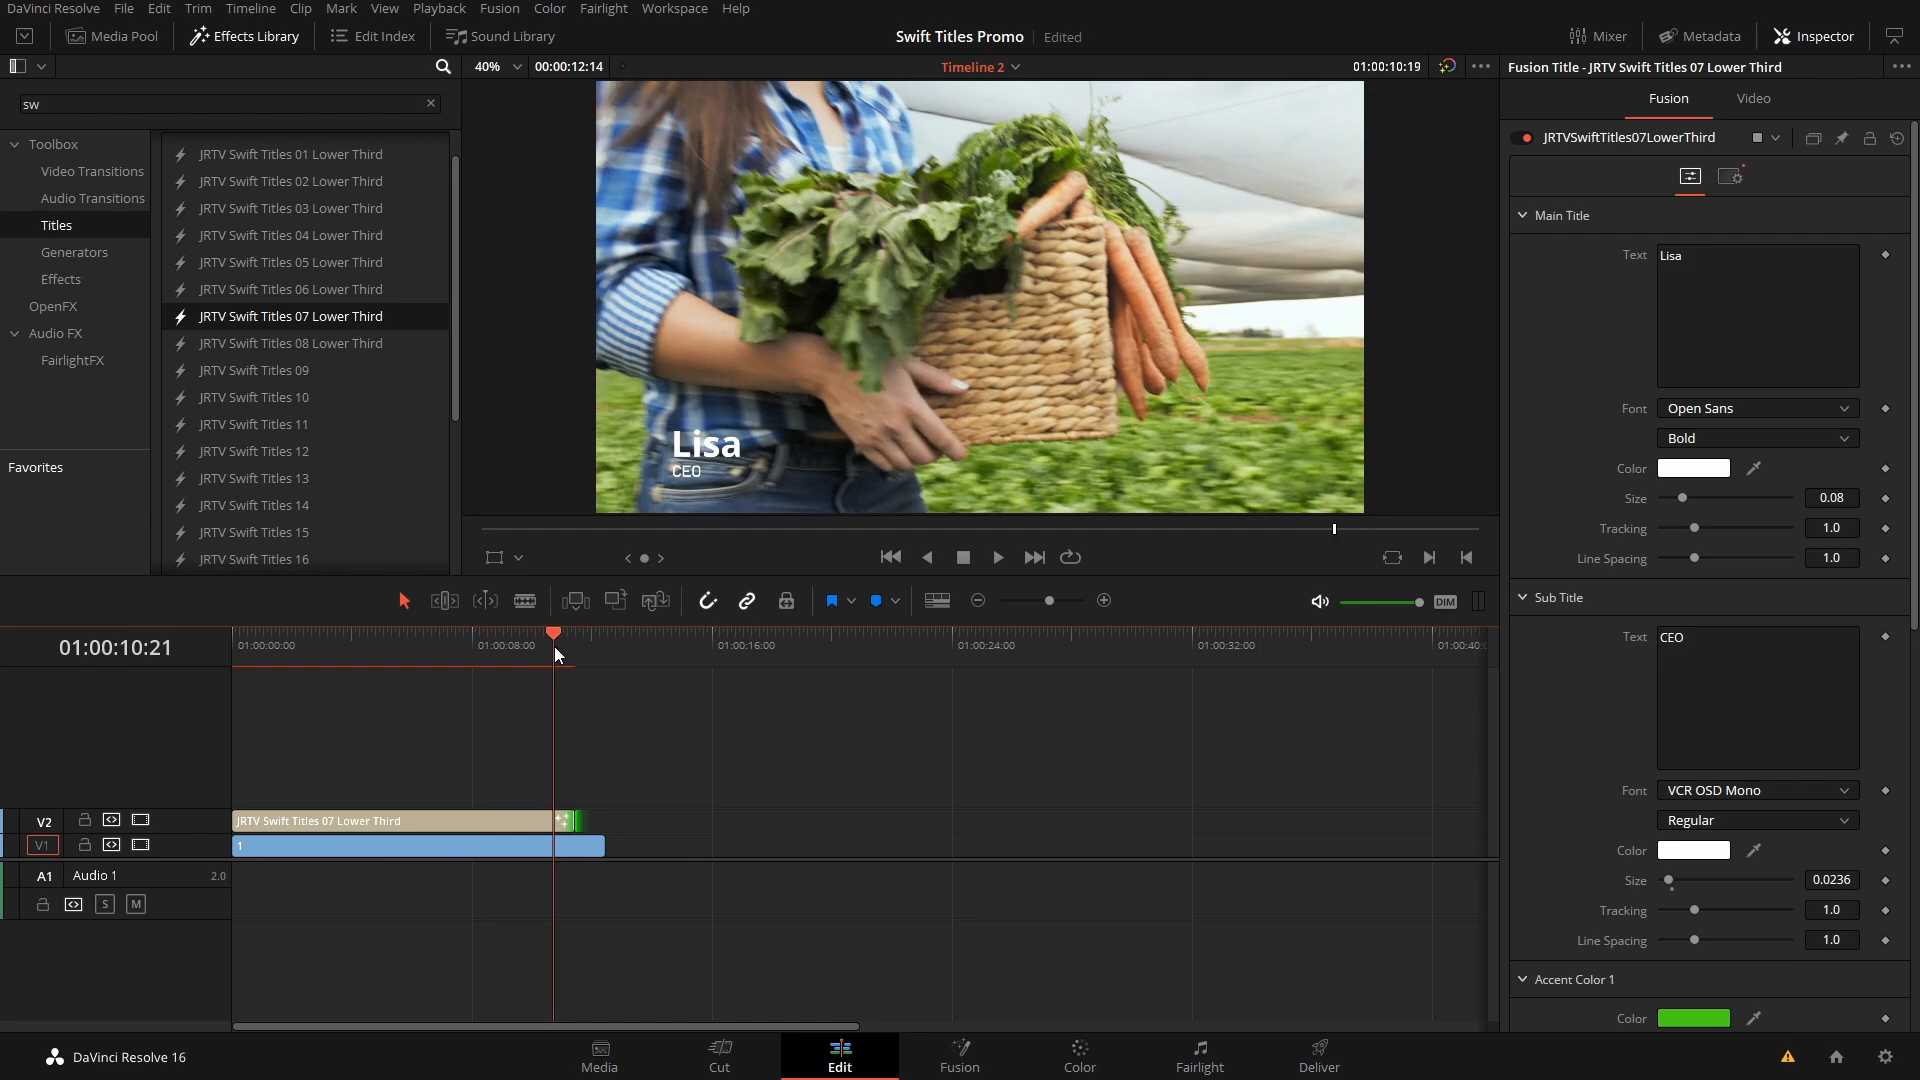 DaVinci Resolve File Edit Trim Timeline Clip Mark View Playback Fusion Color Fairlight Workspace Help
Media Pool Effects Library Edit Index Sound Library Swift Titles Promo Edited Mixer Metadata Inspector
40% 00:00:12:14 Timeline 2 01:00:10:19 Fusion Title - JRTV Swift Titles 07 Lower Third
sw
Toolbox
Video Transitions
Audio Transitions
Titles
Generators
Effects
OpenFX
Audio FX
FairlightFX
Favorites
JRTV Swift Titles 01 Lower Third
JRTV Swift Titles 02 Lower Third
JRTV Swift Titles 03 Lower Third
JRTV Swift Titles 04 Lower Third
JRTV Swift Titles 05 Lower Third
JRTV Swift Titles 06 Lower Third
JRTV Swift Titles 07 Lower Third
JRTV Swift Titles 08 Lower Third
JRTV Swift Titles 09
JRTV Swift Titles 10
JRTV Swift Titles 11
JRTV Swift Titles 12
JRTV Swift Titles 13
JRTV Swift Titles 14
JRTV Swift Titles 15
JRTV Swift Titles 16
Lisa
CEO
Fusion Video
JRTVSwiftTitles07LowerThird
Main Title
Text Lisa
Font Open Sans
Bold
Color
Size 0.08
Tracking 1.0
Line Spacing 1.0
Sub Title
Text CEO
Font VCR OSD Mono
Regular
Color
Size 0.0236
Tracking 1.0
Line Spacing 1.0
Accent Color 1
Color
DIM
01:00:10:21 01:00:00:00 01:00:08:00 01:00:16:00 01:00:24:00 01:00:32:00 01:00:40:
V2 JRTV Swift Titles 07 Lower Third
V1 1
A1 Audio 1 2.0
S M
DaVinci Resolve 16 Media Cut Edit Fusion Color Fairlight Deliver